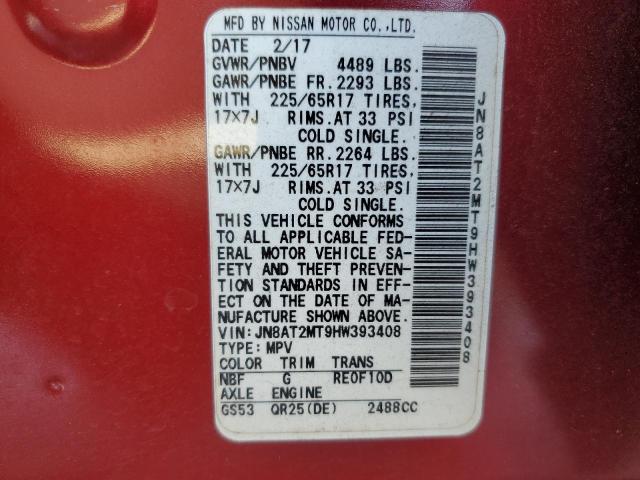 MFD BY NISSAN MOTOR CO.,LTD.
DATE 2/17
GVWR/PNBV 4489 LBS.
GAWR/PNBE FR. 2293 LBS.
WITH 225/65R17 TIRES,
17×7J RIMS.AT 33 PSI
COLD SINGLE.
GAWR/PNBE RR. 2264 LBS.
WITH 225/65R17 TIRES,
17×7J RIMS.AT 33 PSI
COLD SINGLE.
THIS VEHICLE CONFORMS
TO ALL APPLICABLE FED-
ERAL MOTOR VEHICLE SA-
FETY AND THEFT PREVEN-
TION STANDARDS IN EFF-
ECT ON THE DATE OF MA-
NUFACTURE SHOWN ABOVE.
VIN: JN8AT2MT9HW393408
TYPE: MPV
COLOR TRIM TRANS
NBF G RE0F10D
AXLE ENGINE
GS53 QR25(DE) 2488CC
JN8AT2MT9HW393408